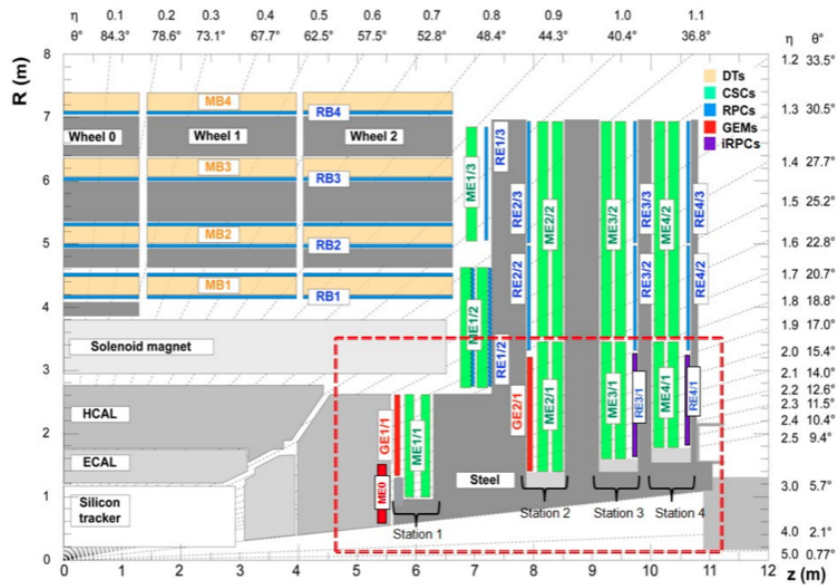 η 0.1 0.2 0.3 0.4 0.5 0.6 0.7 0.8 0.9 1.0 1.1
θ° 84.3° 78.6° 73.1° 67.7° 62.5° 57.5° 52.8° 48.4° 44.3° 40.4° 36.8° η θ°
R (m)
8
7
6
5
4
3
2
1
0
1.2 33.5°
1.3 30.5°
1.4 27.7°
1.5 25.2°
1.6 22.8°
1.7 20.7°
1.8 18.8°
1.9 17.0°
2.0 15.4°
2.1 14.0°
2.2 12.6°
2.3 11.5°
2.4 10.4°
2.5 9.4°
3.0 5.7°
4.0 2.1°
5.0 0.77°
DTs
CSCs
RPCs
GEMs
iRPCs
MB4
RB4
Wheel 0
Wheel 1
Wheel 2
MB3
RB3
MB2
RB2
MB1
RB1
Solenoid magnet
HCAL
ECAL
Silicon
tracker
Steel
ME1/3
RE1/3
RE2/3
ME2/2
ME3/2
RE3/3
ME4/2
RE4/3
RE2/2
RE3/2
RE4/2
ME1/2
RE1/2
GE1/1
ME1/1
ME0
GE2/1
ME2/1
ME3/1
RE3/1
ME4/1
RE4/1
Station 1
Station 2
Station 3
Station 4
0 1 2 3 4 5 6 7 8 9 10 11 12
z (m)